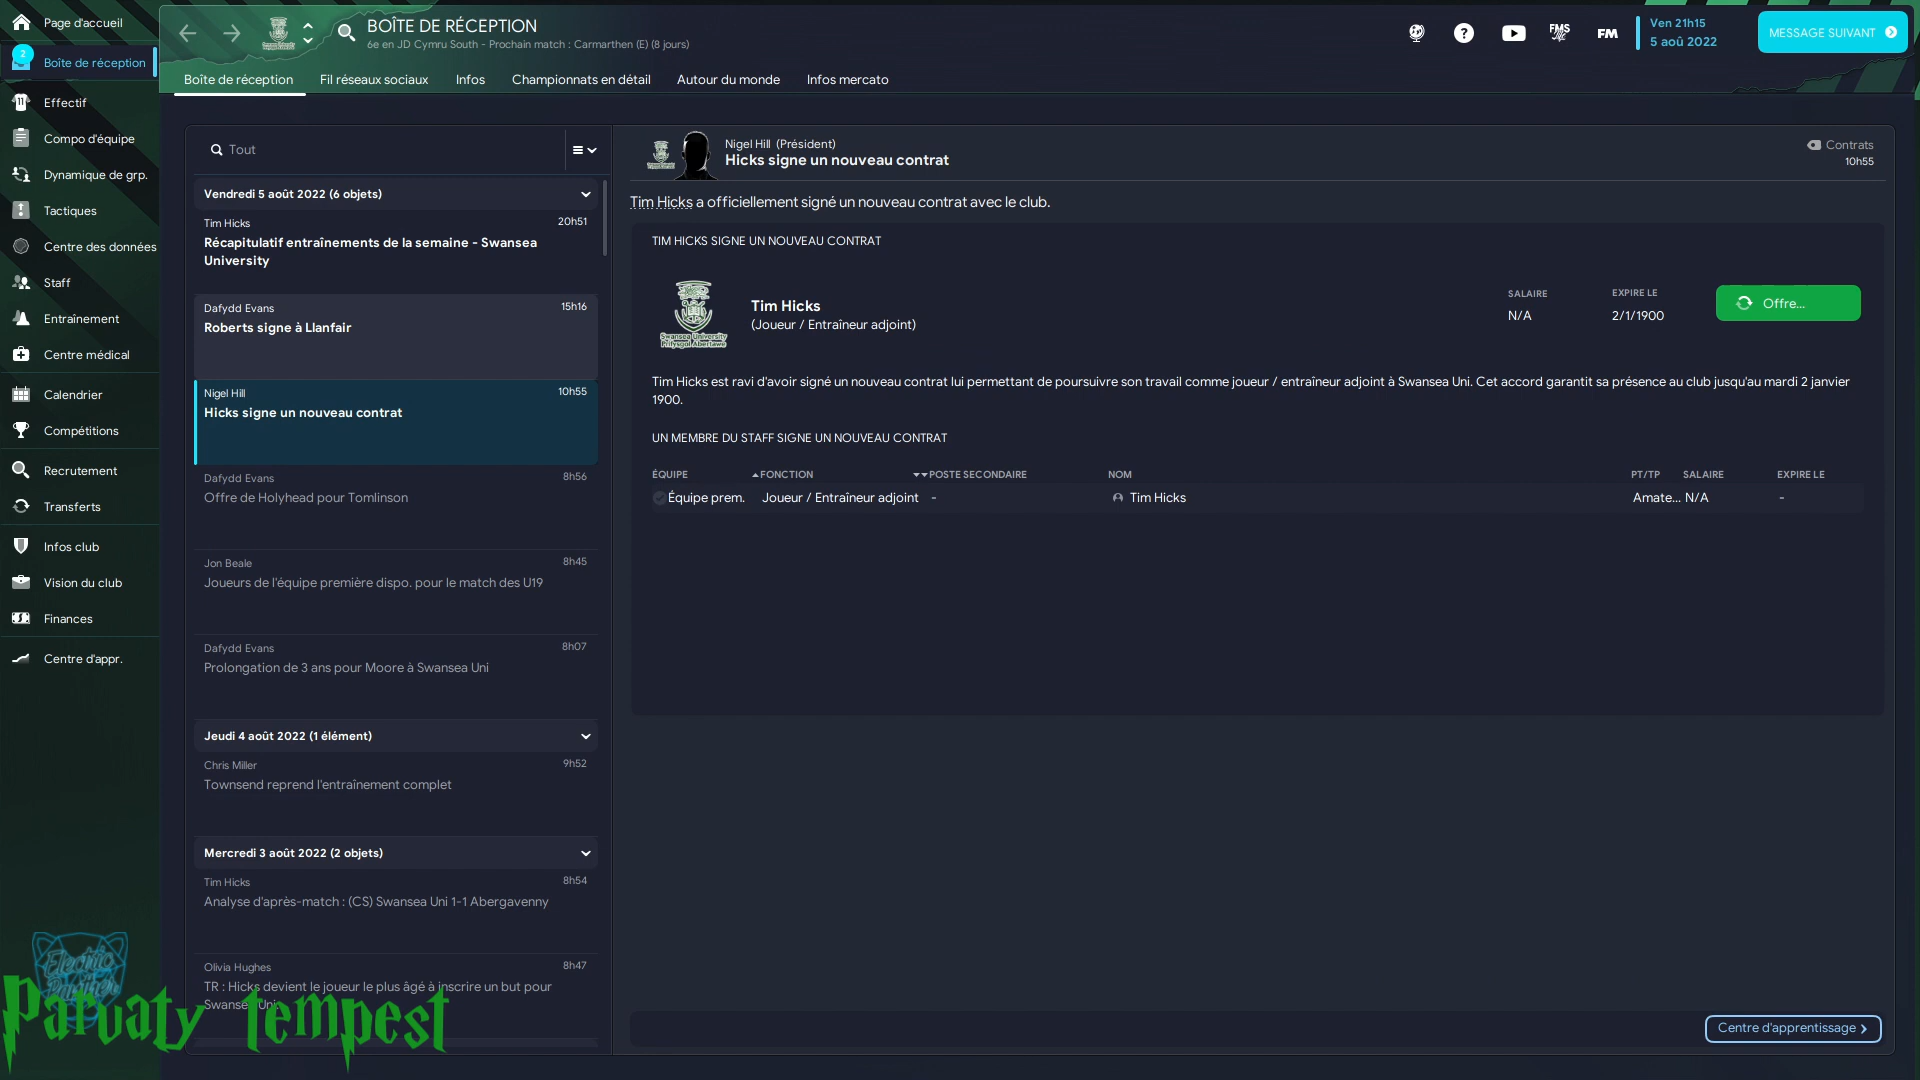 Page d'accueil
2
Boîte de réception
Effectif
Compo d'équipe
Dynamique de grp.
Tactiques
Centre des données
Staff
Entraînement
Centre médical
Calendrier
Compétitions
Recrutement
Transferts
Infos club
Vision du club
Finances
Centre d'appr.
BOÎTE DE RÉCEPTION
6e en JD Cymru South - Prochain match : Carmarthen (E) (8 jours)
FMS
FM
Ven 21h15
5 aoû 2022
MESSAGE SUIVANT
Boîte de réception
Fil réseaux sociaux
Infos
Championnats en détail
Autour du monde
Infos mercato
Tout
Vendredi 5 août 2022 (6 objets)
Tim Hicks 20h51
Récapitulatif entraînements de la semaine - Swansea
University
Dafydd Evans 15h16
Roberts signe à Llanfair
Nigel Hill 10h55
Hicks signe un nouveau contrat
Dafydd Evans 8h56
Offre de Holyhead pour Tomlinson
Jon Beale 8h45
Joueurs de l'équipe première dispo. pour le match des U19
Dafydd Evans 8h07
Prolongation de 3 ans pour Moore à Swansea Uni
Jeudi 4 août 2022 (1 élément)
Chris Miller 9h52
Townsend reprend l'entraînement complet
Mercredi 3 août 2022 (2 objets)
Tim Hicks 8h54
Analyse d'après-match : (CS) Swansea Uni 1-1 Abergavenny
Olivia Hughes 8h47
TR : Hicks devient le joueur le plus âgé à inscrire un but pour
Swansea Uni
Nigel Hill (Président)
Hicks signe un nouveau contrat
Contrats
10h55
Tim Hicks a officiellement signé un nouveau contrat avec le club.
TIM HICKS SIGNE UN NOUVEAU CONTRAT
Swansea University
Prifysgol Abertawe
Tim Hicks
(Joueur / Entraîneur adjoint)
SALAIRE
N/A
EXPIRE LE
2/1/1900
Offre...
Tim Hicks est ravi d'avoir signé un nouveau contrat lui permettant de poursuivre son travail comme joueur / entraîneur adjoint à Swansea Uni. Cet accord garantit sa présence au club jusqu'au mardi 2 janvier
1900.
UN MEMBRE DU STAFF SIGNE UN NOUVEAU CONTRAT
ÉQUIPE FONCTION POSTE SECONDAIRE NOM PT/TP SALAIRE EXPIRE LE
Équipe prem. Joueur / Entraîneur adjoint - Tim Hicks Amate... N/A -
Centre d'apprentissage
Electric
Panther
Parvaty tempest